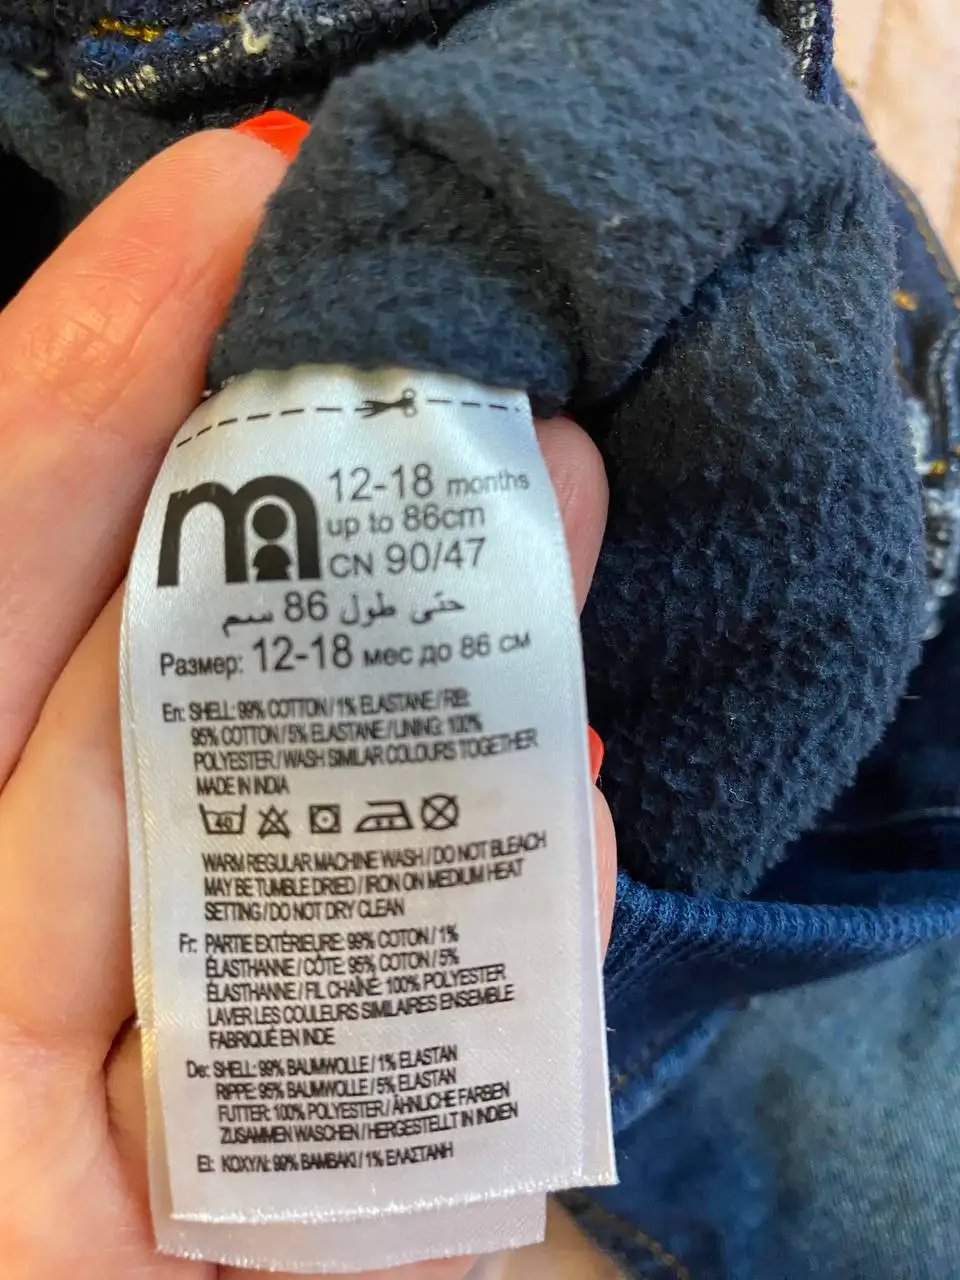 12-18 months
up to 86cm
CN 90/47
حتى طول 86 سم
Размер: 12-18 мес до 86 см
En: SHELL: 99% COTTON / 1% ELASTANE / RIB:
95% COTTON / 5% ELASTANE / LINING: 100%
POLYESTER / WASH SIMILAR COLOURS TOGETHER
MADE IN INDIA
40
WARM REGULAR MACHINE WASH / DO NOT BLEACH
MAY BE TUMBLE DRIED / IRON ON MEDIUM HEAT
SETTING / DO NOT DRY CLEAN
Fr: PARTIE EXTÉRIEURE: 99% COTON / 1%
ÉLASTHANNE / CÔTE: 95% COTON / 5%
ÉLASTHANNE / FIL CHAÎNE: 100% POLYESTER
LAVER LES COULEURS SIMILAIRES ENSEMBLE
FABRIQUÉ EN INDE
De: SHELL: 99% BAUMWOLLE / 1% ELASTAN
RIPPE: 95% BAUMWOLLE / 5% ELASTAN
FUTTER: 100% POLYESTER / ÄHNLICHE FARBEN
ZUSAMMEN WASCHEN / HERGESTELLT IN INDIEN
El: ΚΟΧΥΛΙ: 99% ΒΑΜΒΑΚΙ / 1% ΕΛΑΣΤΑΝΗ